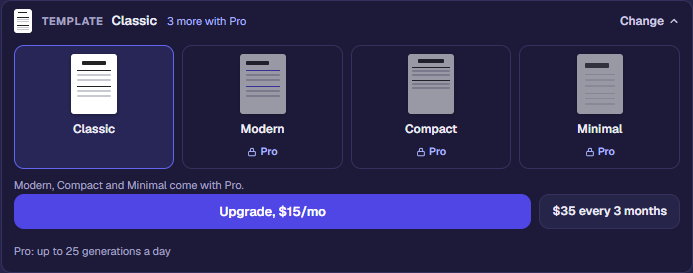 TEMPLATE Classic 3 more with Pro Change
Classic Modern Compact Minimal
Pro Pro Pro
Modern, Compact and Minimal come with Pro.
Upgrade, $15/mo $35 every 3 months
Pro: up to 25 generations a day